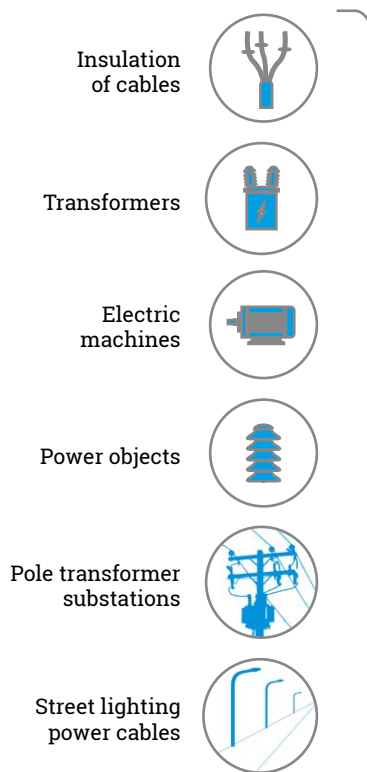 Insulation
of cables
Transformers
Electric
machines
Power objects
Pole transformer
substations
Street lighting
power cables